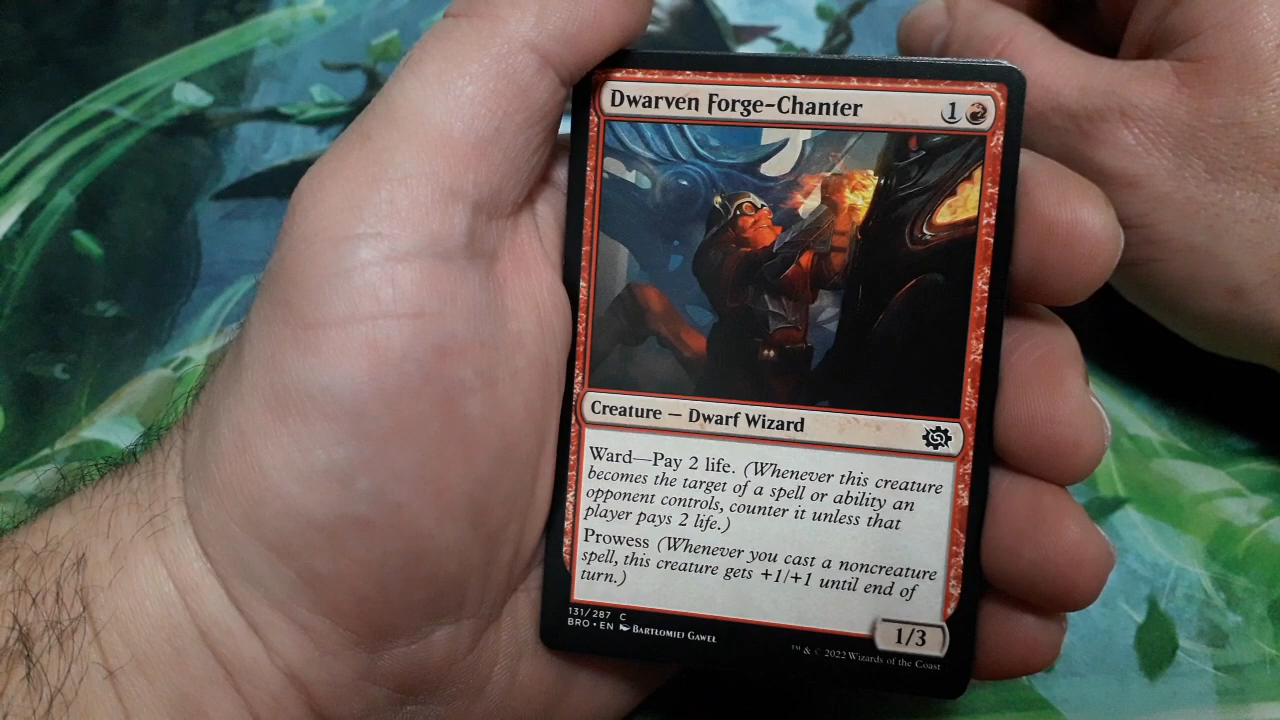 Dwarven Forge-Chanter 1
Creature — Dwarf Wizard
Ward—Pay 2 life. (Whenever this creature
becomes the target of a spell or ability an
opponent controls, counter it unless that
player pays 2 life.)
Prowess (Whenever you cast a noncreature
spell, this creature gets +1/+1 until end of
turn.)
1/3
131/287 C
BRO • EN Bartłomiej Gaweł
™ & © 2022 Wizards of the Coast